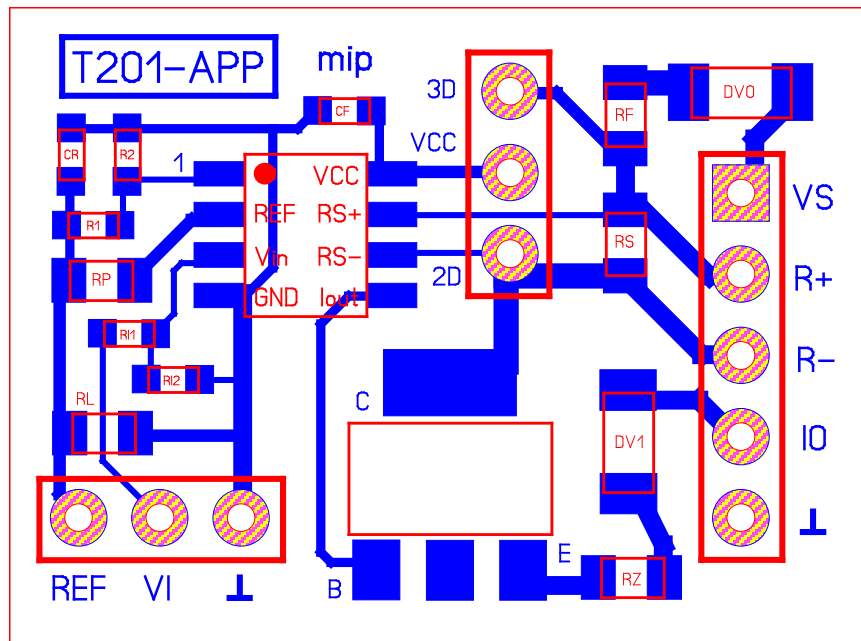 T201-APP
mip
3D
VCC
2D
CF
CR
R2
1
R1
RP
VCC
REF RS+
Vin RS-
GND Iout
RI1
RI2
RL
RF
DV0
RS
VS
R+
R-
IO
⊥
C
DV1
B
E
RZ
REF VI ⊥